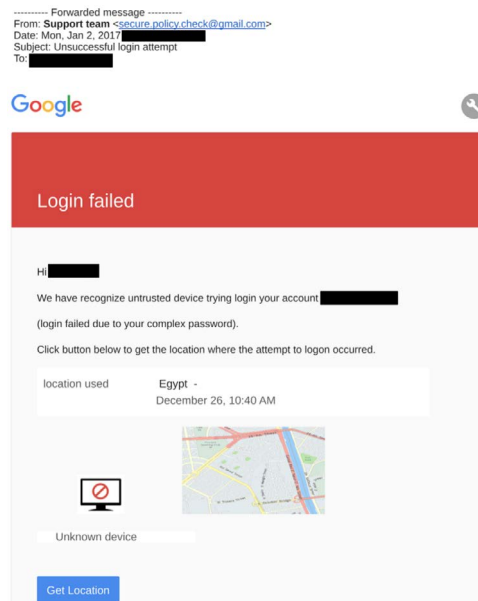 ---------- Forwarded message ----------
From: Support team <secure.policy.check@gmail.com>
Date: Mon, Jan 2, 2017
Subject: Unsuccessful login attempt
To:
Google
Login failed
Hi
We have recognize untrusted device trying login your account
(login failed due to your complex password).
Click button below to get the location where the attempt to logon occurred.
location used Egypt -
December 26, 10:40 AM
Unknown device
Get Location